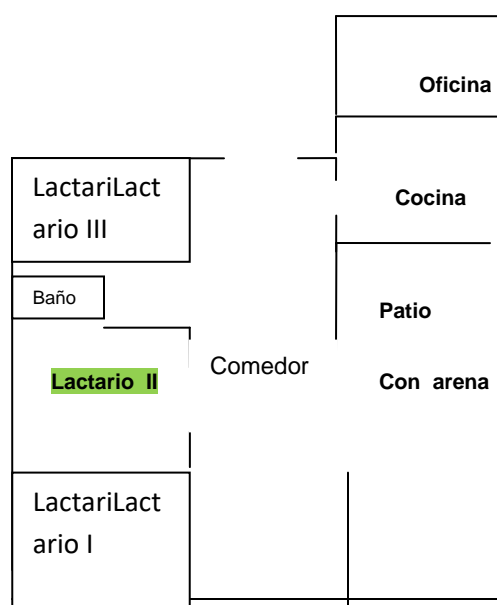 Oficina
LactariLact
ario III
Cocina
Baño
Patio
Lactario II
Comedor
Con arena
LactariLact
ario I